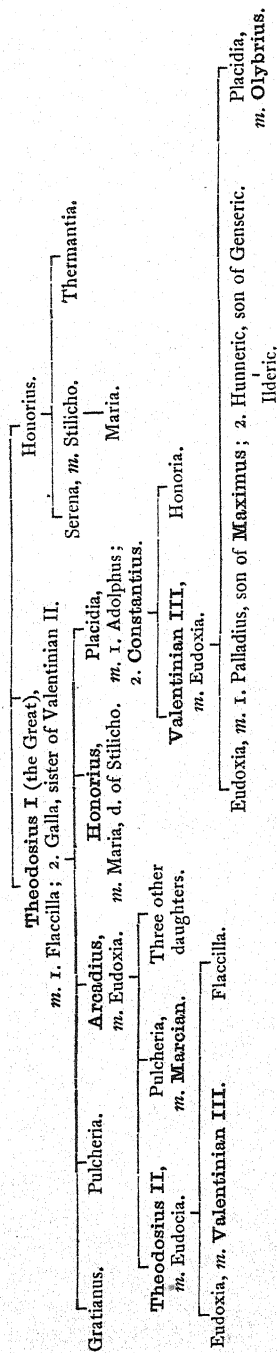 Theodosius I (the Great),
Honorius.
m. 1. Flaccilla; 2. Galla, sister of Valentinian II.
Serena, m. Stilicho.
Thermantia.
Maria.
Gratianus.
Pulcheria.
Arcadius,
m. Eudoxia.
Honorius,
m. Maria, d. of Stilicho.
Placidia,
m. 1. Adolphus;
2. Constantius.
Theodosius II,
m. Eudocia.
Pulcheria,
m. Marcian.
Three other
daughters.
Valentinian III,
m. Eudoxia.
Honoria.
Eudoxia, m. Valentinian III.
Flaccilla.
Eudoxia, m. 1. Palladius, son of Maximus; 2. Hunneric, son of Genseric.
Placidia,
m. Olybrius.
Ilderic.